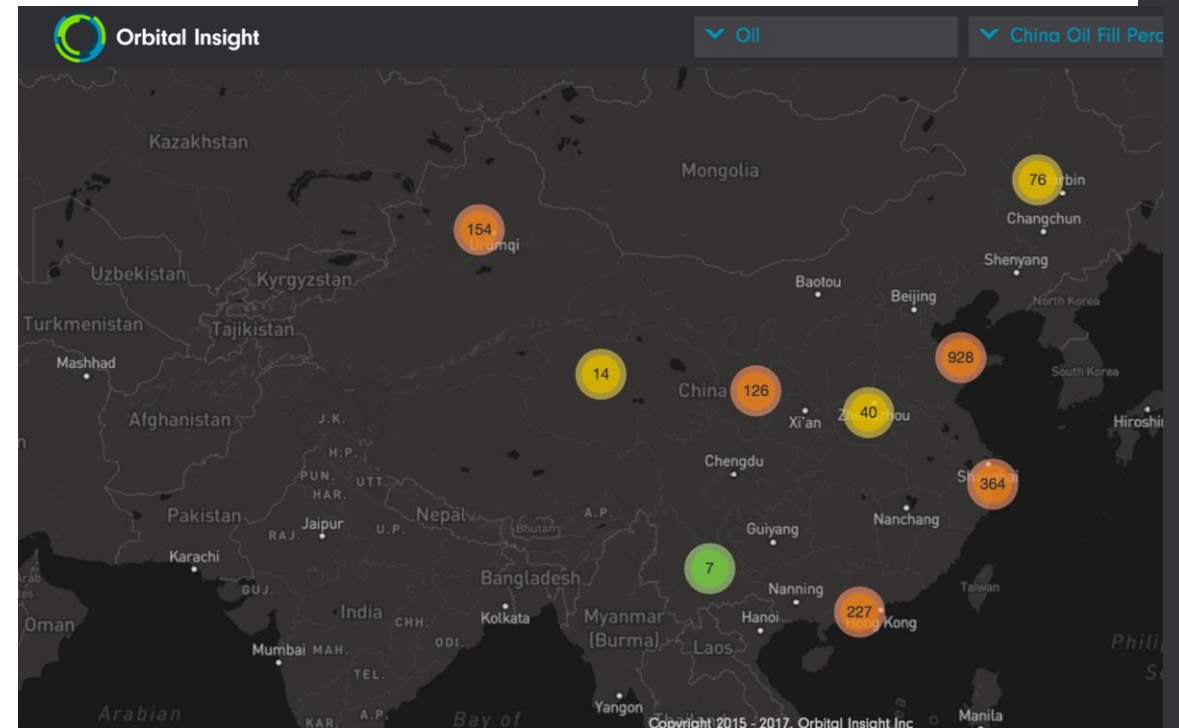 Orbital Insight
Oil
China Oil Fill Perc
Kazakhstan
Mongolia
76
rbin
Changchun
154
Urumqi
Shenyang
Uzbekistan
Kyrgyzstan
Baotou
Beijing
North Korea
Turkmenistan
Tajikistan
Mashhad
928
South Korea
14
China
126
40
Afghanistan
J.K.
Xi'an
Hiroshi
H.P.
Chengdu
PUN.
UTT.
HAR.
364
Pakistan
Jaipur
RAJ.
U.P.
Nepal
Bhutan
A.P.
Guiyang
Nanchang
Karachi
7
Bangladesh
Nanning
Taiwan
GUJ.
India
CHH.
Kolkata
Myanmar
(Burma)
Hanoi
227
Hong Kong
Oman
ODI.
Laos
Phili
Mumbai
MAH.
TEL.
Arabian
KAR.
A.P.
Bay of
Yangon
Manila
Copyright 2015 - 2017, Orbital Insight Inc